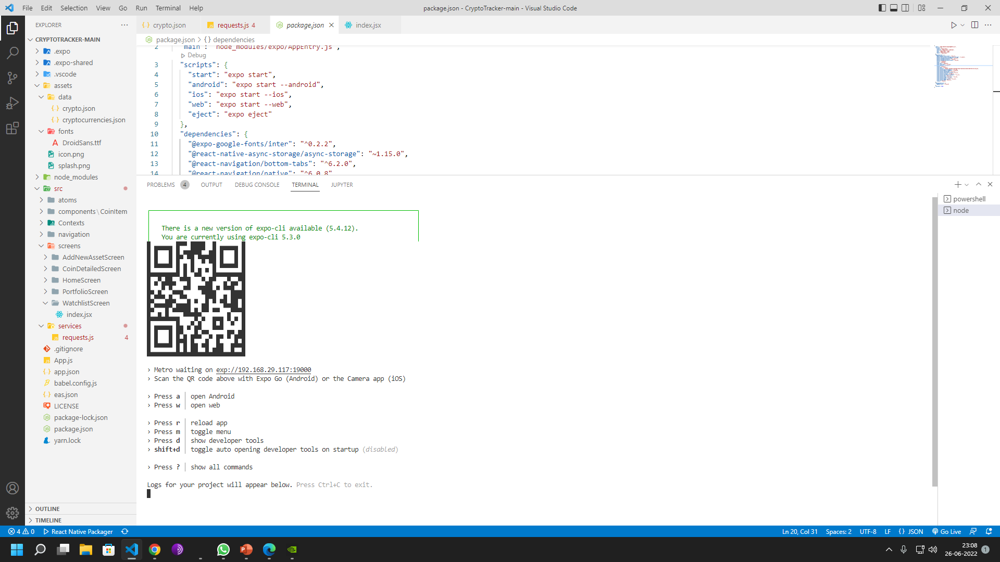 File Edit Selection View Go Run Terminal Help
package.json - CryptoTracker-main - Visual Studio Code
EXPLORER
CRYPTOTRACKER-MAIN
.expo
.expo-shared
.vscode
assets
data
crypto.json
cryptocurrencies.json
fonts
DroidSans.ttf
icon.png
splash.png
node_modules
src
atoms
components\CoinItem
Contexts
navigation
screens
AddNewAssetScreen
CoinDetailedScreen
HomeScreen
PortfolioScreen
WatchlistScreen
index.jsx
services
requests.js 4
.gitignore
App.js
app.json
babel.config.js
eas.json
LICENSE
package-lock.json
package.json
yarn.lock
OUTLINE
TIMELINE
crypto.json requests.js 4 package.json index.jsx
package.json > {} dependencies
2 "main": "node_modules/expo/AppEntry.js",
Debug
3 "scripts": {
4 "start": "expo start",
5 "android": "expo start --android",
6 "ios": "expo start --ios",
7 "web": "expo start --web",
8 "eject": "expo eject"
9 },
10 "dependencies": {
11 "@expo-google-fonts/inter": "^0.2.2",
12 "@react-native-async-storage/async-storage": "~1.15.0",
13 "@react-navigation/bottom-tabs": "^6.2.0",
14 "@react-navigation/native": "^6.0.8"
PROBLEMS 4 OUTPUT DEBUG CONSOLE TERMINAL JUPYTER
powershell
node
There is a new version of expo-cli available (5.4.12).
You are currently using expo-cli 5.3.0
› Metro waiting on exp://192.168.29.117:19000
› Scan the QR code above with Expo Go (Android) or the Camera app (iOS)
› Press a │ open Android
› Press w │ open web
› Press r │ reload app
› Press m │ toggle menu
› Press d │ show developer tools
› shift+d │ toggle auto opening developer tools on startup (disabled)
› Press ? │ show all commands
Logs for your project will appear below. Press Ctrl+C to exit.
4 0 React Native Packager
Ln 20, Col 31 Spaces: 2 UTF-8 LF {} JSON Go Live
23:08
26-06-2022
1